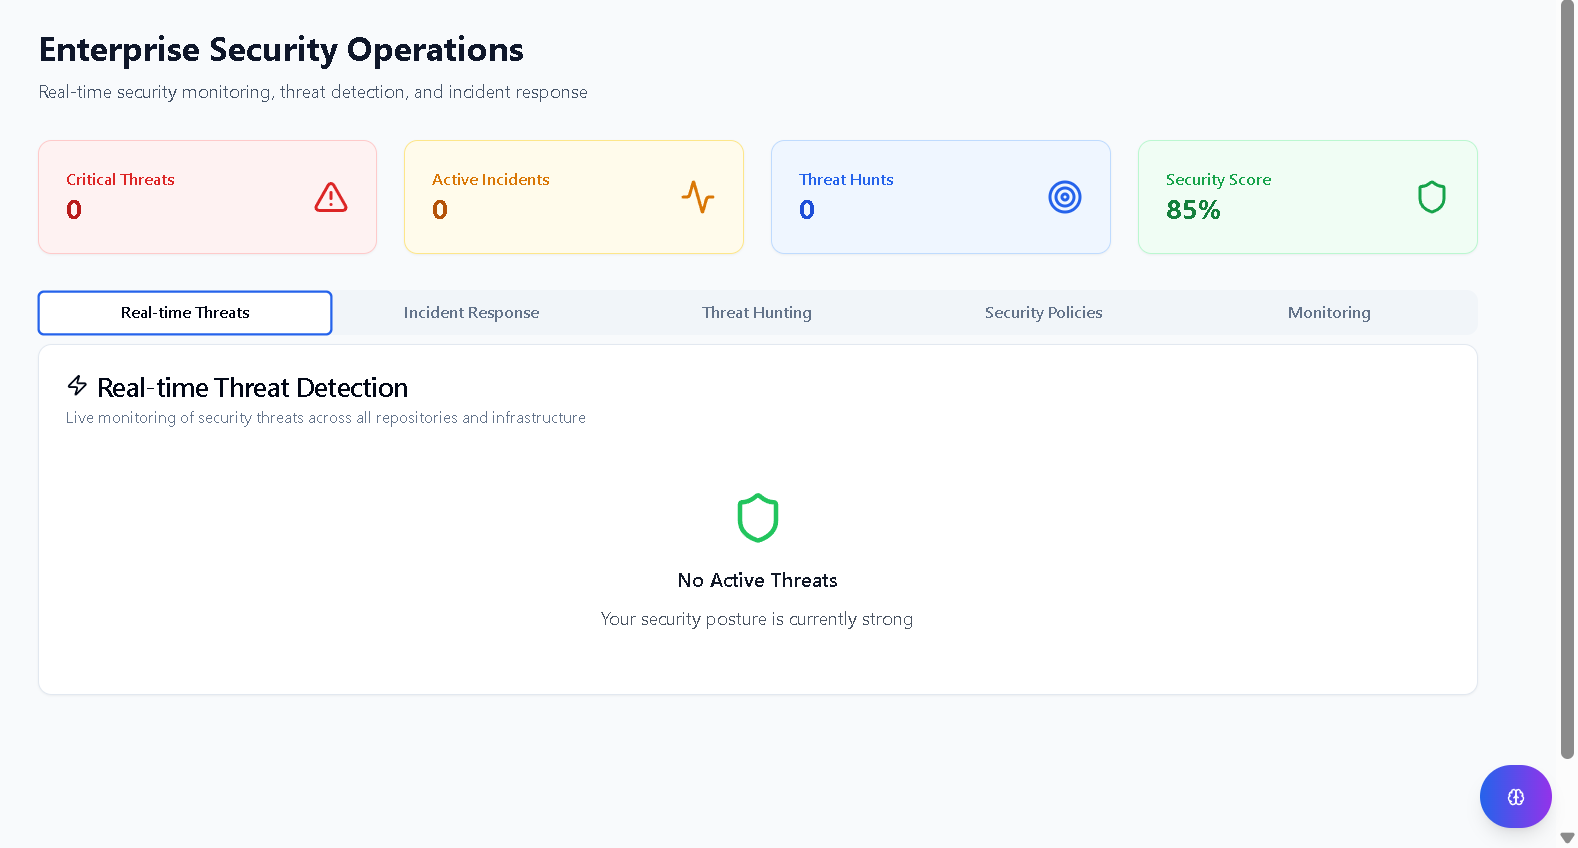 Enterprise Security Operations
Real-time security monitoring, threat detection, and incident response
Critical Threats
0
Active Incidents
0
Threat Hunts
0
Security Score
85%
Real-time Threats
Incident Response
Threat Hunting
Security Policies
Monitoring
Real-time Threat Detection
Live monitoring of security threats across all repositories and infrastructure
No Active Threats
Your security posture is currently strong